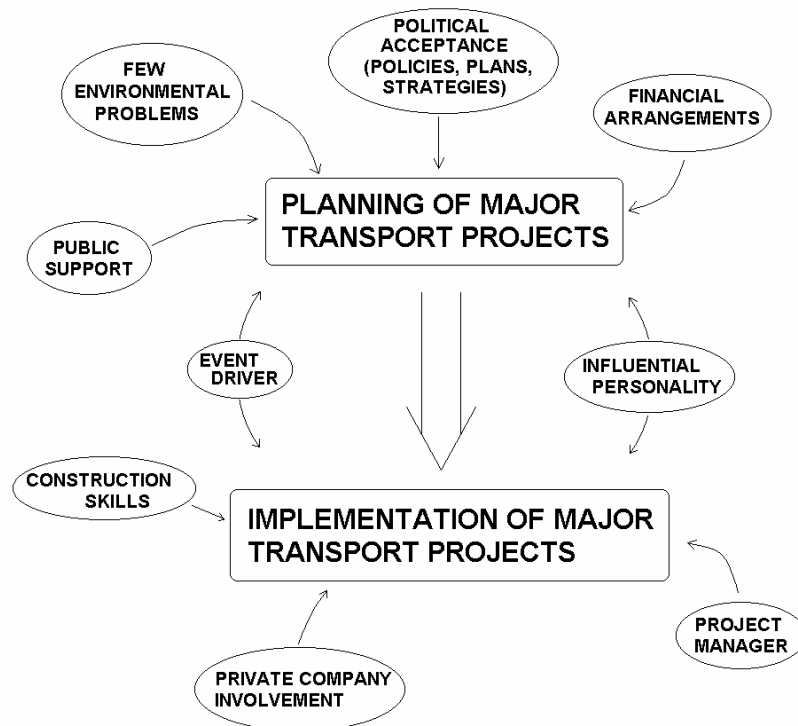 POLITICAL
ACCEPTANCE
(POLICIES, PLANS,
STRATEGIES)
FEW
ENVIRONMENTAL
PROBLEMS
FINANCIAL
ARRANGEMENTS
PLANNING OF MAJOR
TRANSPORT PROJECTS
PUBLIC
SUPPORT
EVENT
DRIVER
INFLUENTIAL
PERSONALITY
CONSTRUCTION
SKILLS
IMPLEMENTATION OF MAJOR
TRANSPORT PROJECTS
PROJECT
MANAGER
PRIVATE COMPANY
INVOLVEMENT